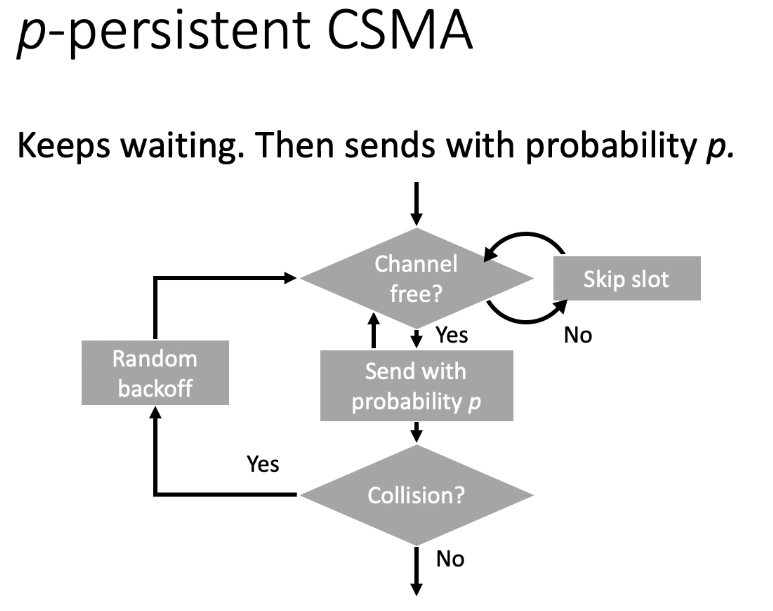 p-persistent CSMA
Keeps waiting. Then sends with probability p.
Channel
free?
Skip slot
Yes
No
Random
backoff
Send with
probability p
Yes
Collision?
No